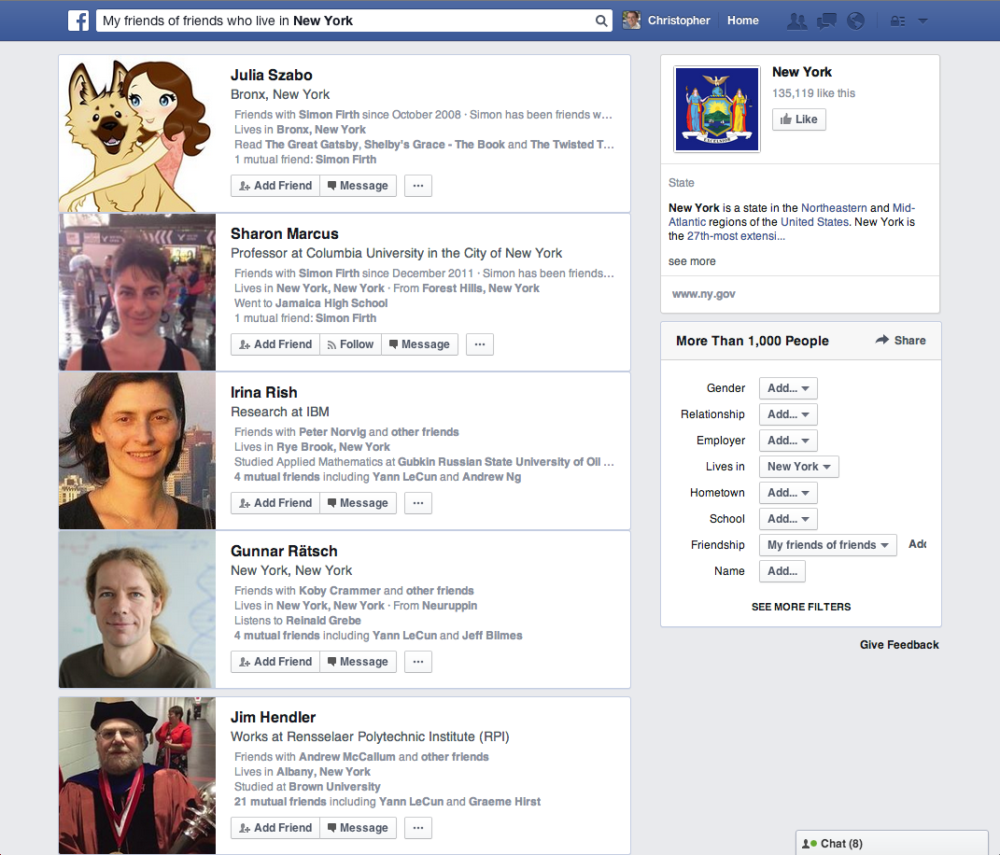 My friends of friends who live in New York
Christopher
Home
Julia Szabo
Bronx, New York
Friends with Simon Firth since October 2008 · Simon has been friends w...
Lives in Bronx, New York
Read The Great Gatsby, Shelby's Grace - The Book and The Twisted T...
1 mutual friend: Simon Firth
Add Friend
Message
...
Sharon Marcus
Professor at Columbia University in the City of New York
Friends with Simon Firth since December 2011 · Simon has been friends...
Lives in New York, New York · From Forest Hills, New York
Went to Jamaica High School
1 mutual friend: Simon Firth
Add Friend
Follow
Message
...
Irina Rish
Research at IBM
Friends with Peter Norvig and other friends
Lives in Rye Brook, New York
Studied Applied Mathematics at Gubkin Russian State University of Oil ...
4 mutual friends including Yann LeCun and Andrew Ng
Add Friend
Message
...
Gunnar Rätsch
New York, New York
Friends with Koby Crammer and other friends
Lives in New York, New York · From Neuruppin
Listens to Reinald Grebe
4 mutual friends including Yann LeCun and Jeff Bilmes
Add Friend
Message
...
Jim Hendler
Works at Rensselaer Polytechnic Institute (RPI)
Friends with Andrew McCallum and other friends
Lives in Albany, New York
Studied at Brown University
21 mutual friends including Yann LeCun and Graeme Hirst
Add Friend
Message
...
EXCELSIOR
New York
135,119 like this
Like
State
New York is a state in the Northeastern and Mid-
Atlantic regions of the United States. New York is
the 27th-most extensi...
see more
www.ny.gov
More Than 1,000 People
Share
Gender Add...
Relationship Add...
Employer Add...
Lives in New York
Hometown Add...
School Add...
Friendship My friends of friends Add
Name Add...
SEE MORE FILTERS
Give Feedback
Chat (8)